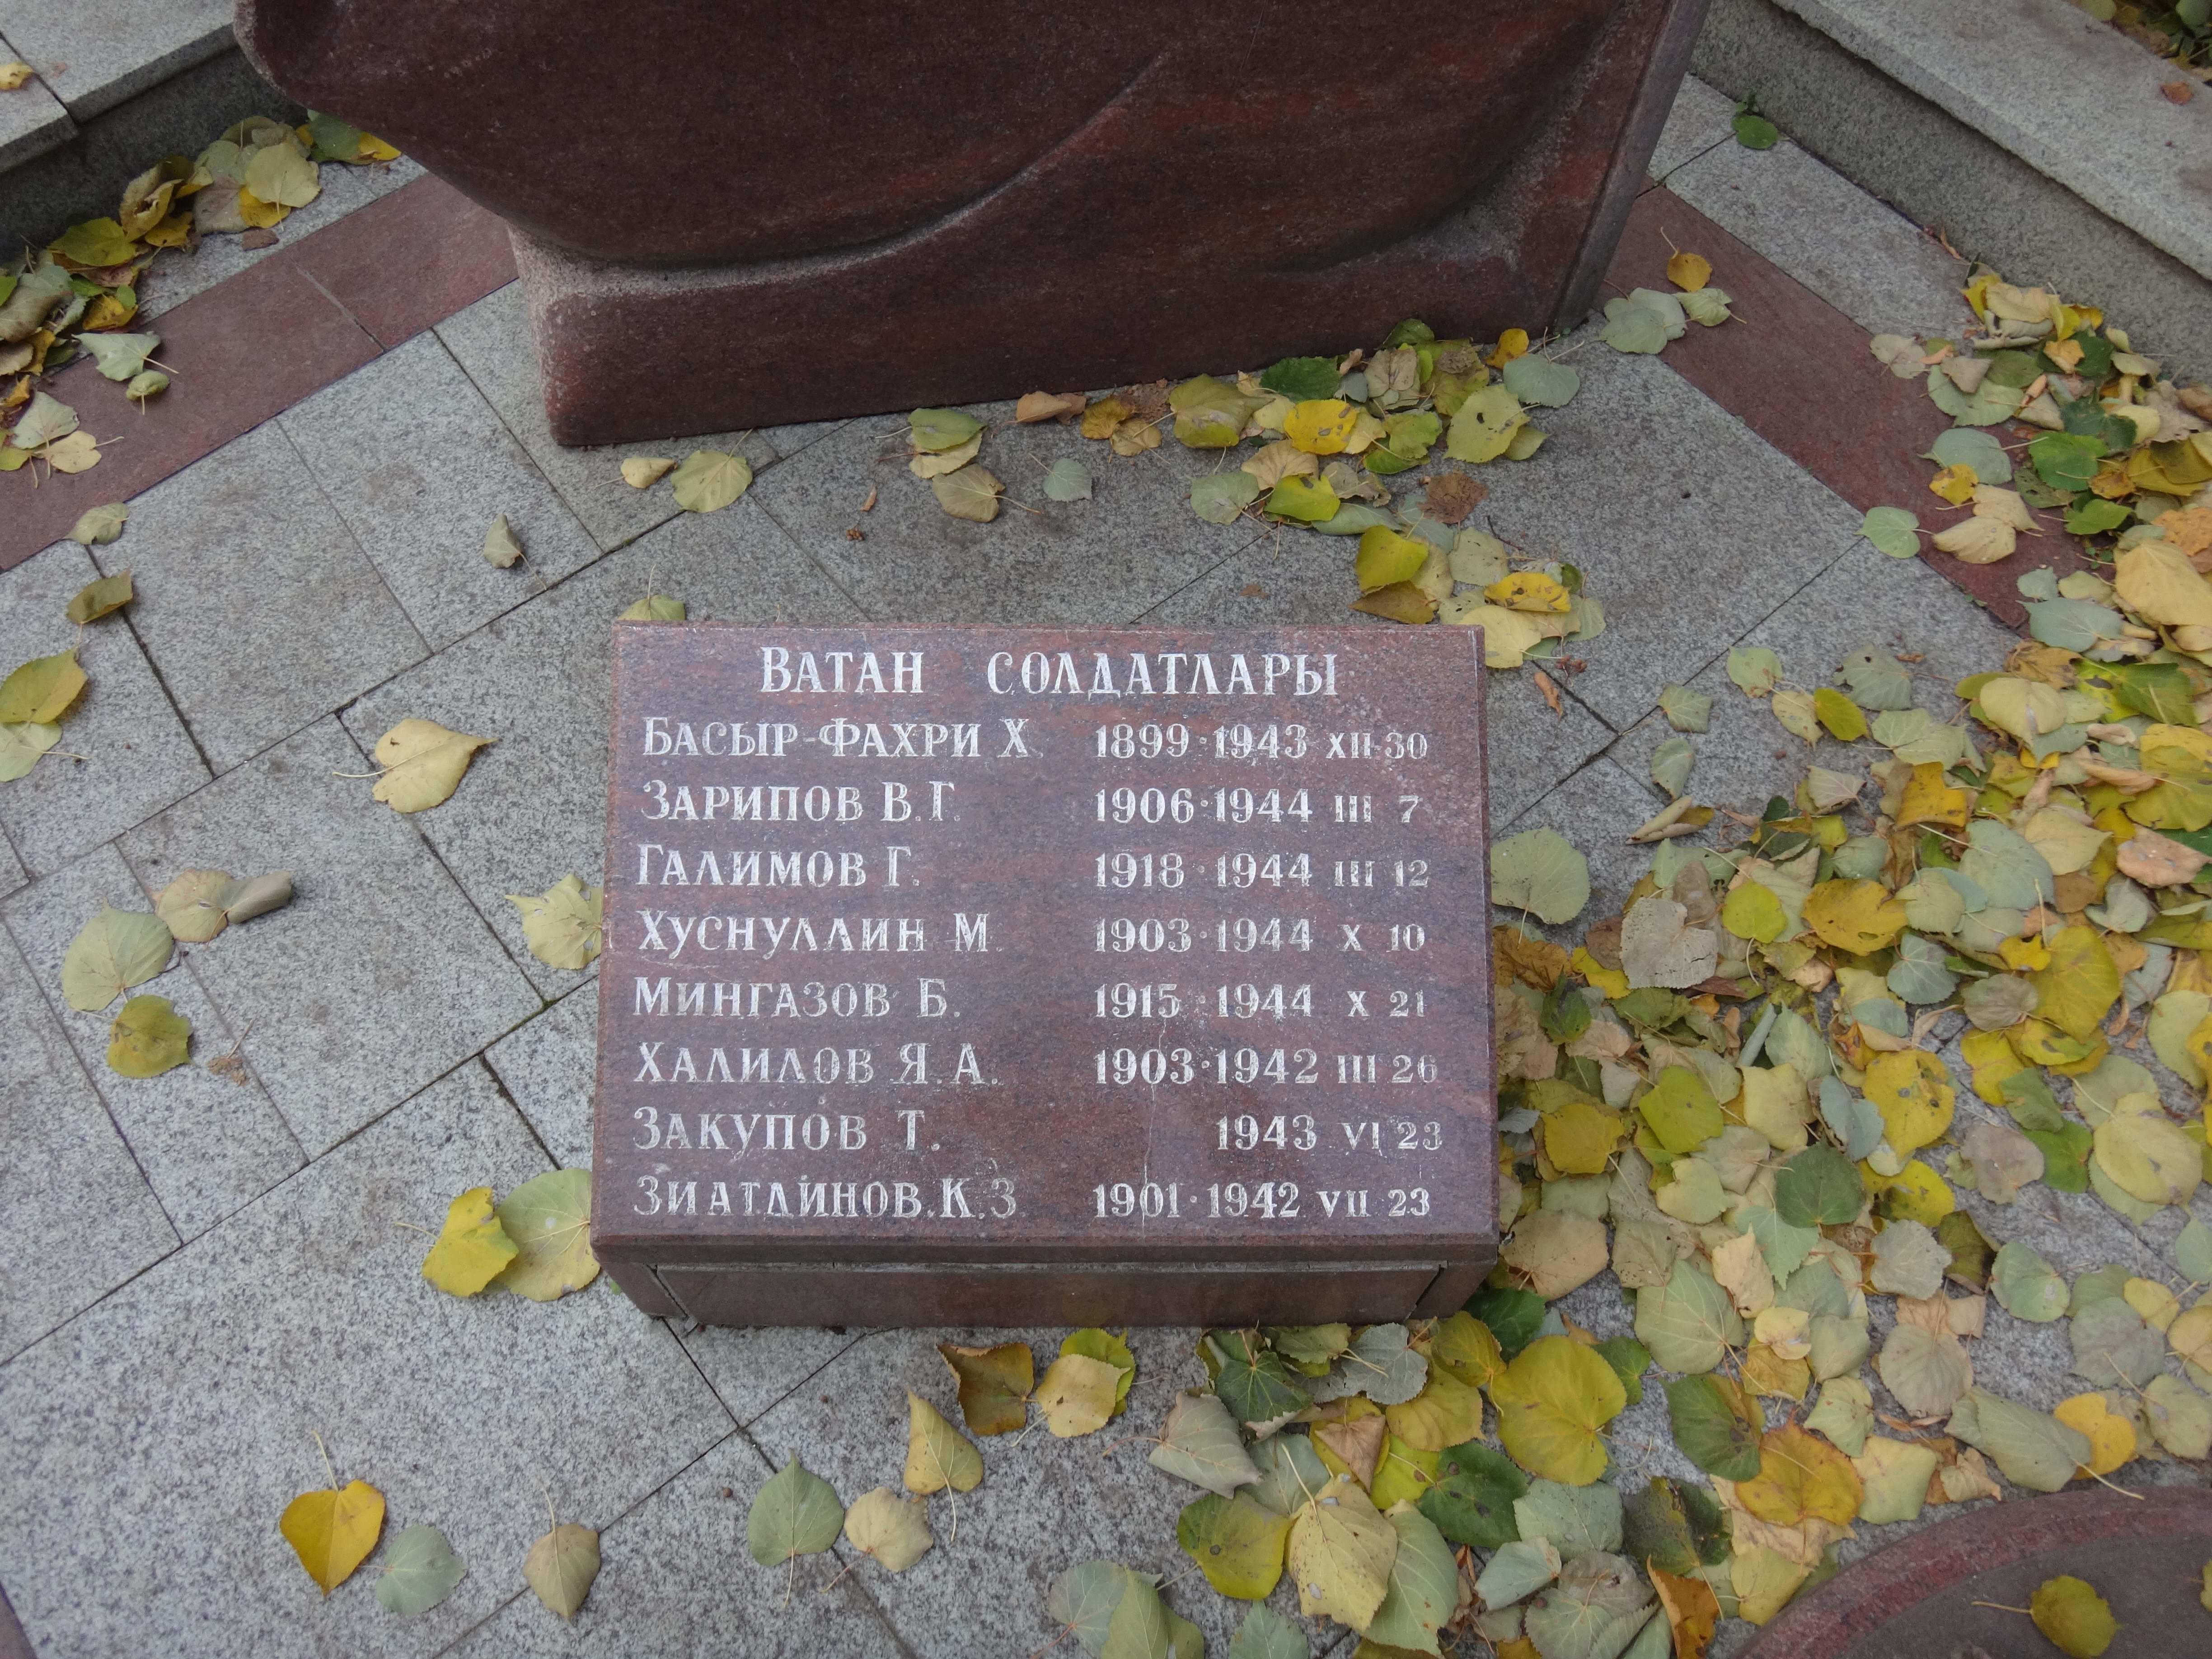 ВАТАН СОЛДАТЛАРЫ
БАСЫР-ФАХРИ Х. 1899·1943 XII 30
ЗАРИПОВ В.Г. 1906·1944 III 7
ГАЛИМОВ Г. 1918·1944 III 12
ХУСНУЛЛИН М. 1903·1944 X 10
МИНГАЗОВ Б. 1915·1944 X 21
ХАЛИЛОВ Я.А. 1903·1942 III 26
ЗАКУПОВ Т. 1943 VI 23
ЗИАТДИНОВ.К.З. 1901·1942 VII 23